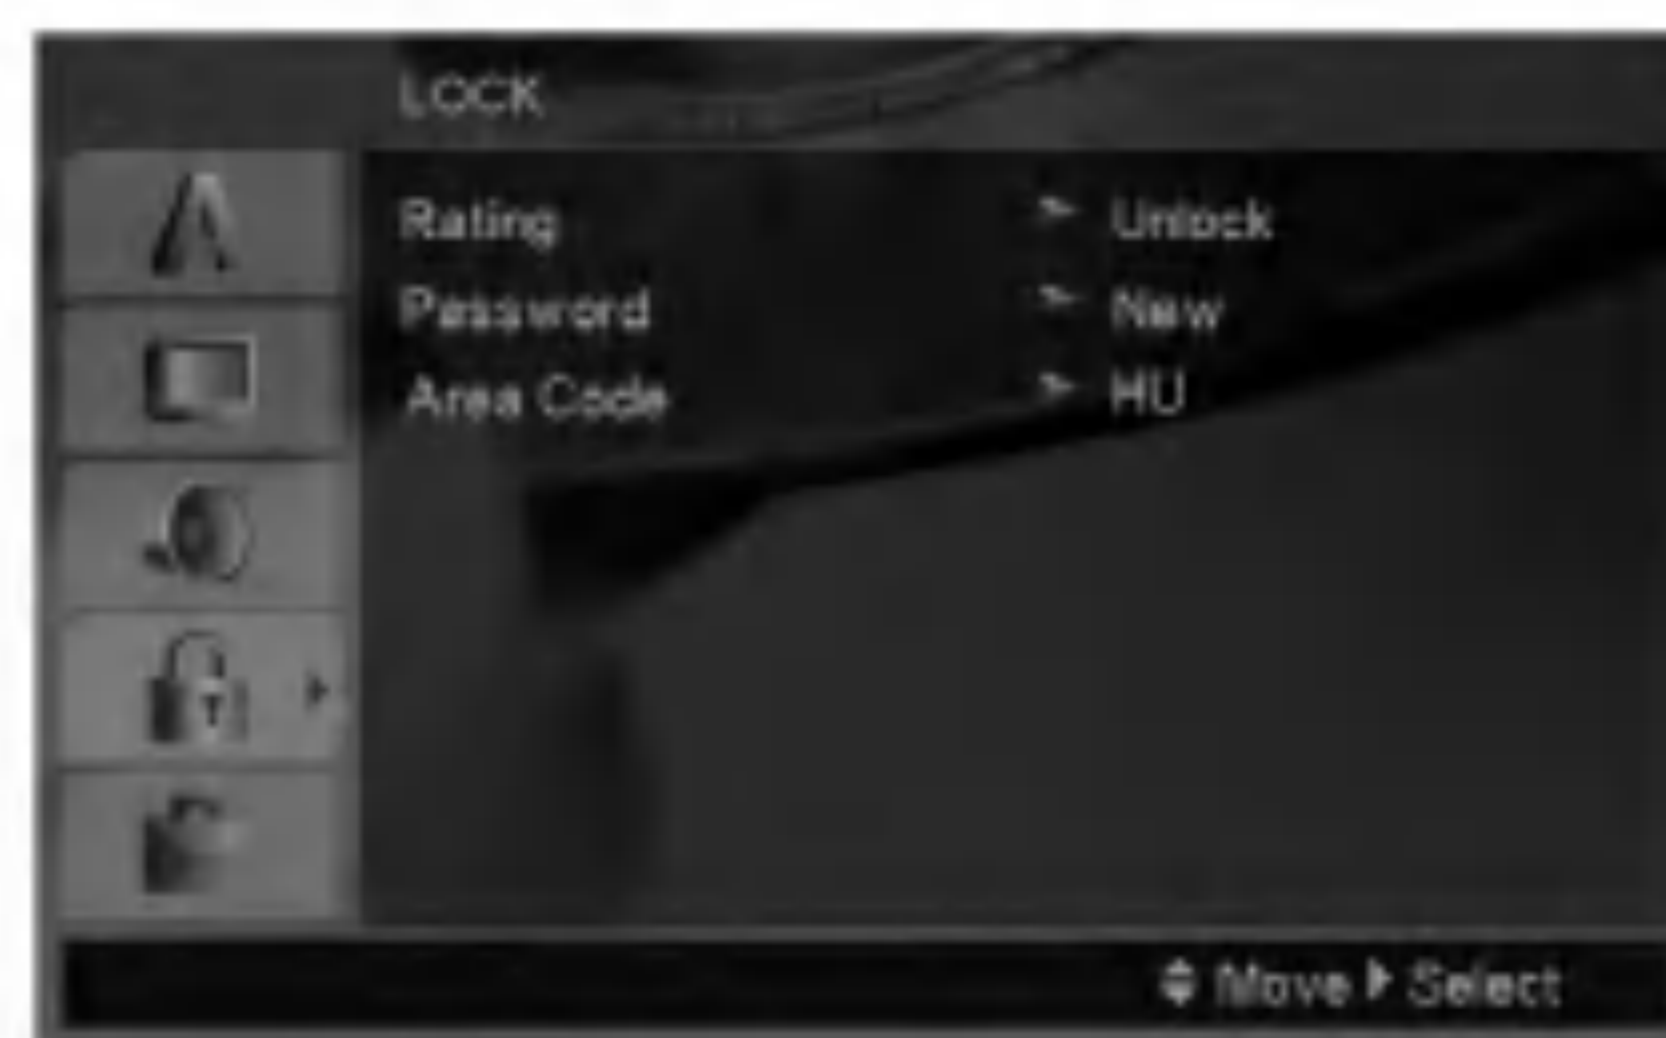 LOCK
Rating Unlock
Password New
Area Code HU
Move Select